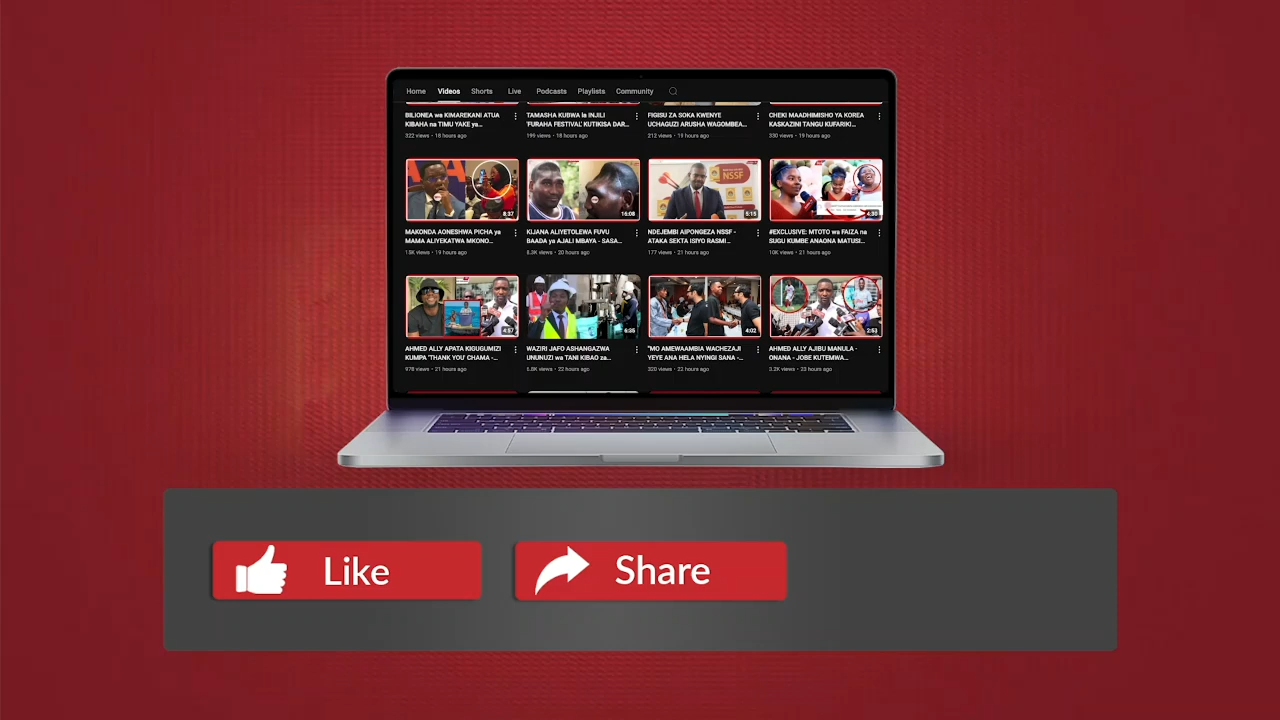 Home Videos Shorts Live Podcasts Playlists Community
BILIONEA wa KIMAREKANI ATUA
KIBAHA na TIMU YAKE ya...
322 views • 18 hours ago
TAMASHA KUBWA la INJILI
'FURAHA FESTIVAL' KUTIKISA DAR...
199 views • 18 hours ago
FIGISU ZA SOKA KWENYE
UCHAGUZI ARUSHA WAGOMBEA...
212 views • 19 hours ago
CHEKI MAADHIMISHO YA KOREA
KASKAZINI TANGU KUFARIKI...
330 views • 19 hours ago
8:37
16:08
NSSF
5:15
4:30
MAKONDA AONESHWA PICHA ya
MAMA ALIYEKATWA MKONO...
15K views • 19 hours ago
KIJANA ALIYETOLEWA FUVU
BAADA ya AJALI MBAYA - SASA...
8.3K views • 20 hours ago
NDEJEMBI AIPONGEZA NSSF -
ATAKA SEKTA ISIYO RASMI...
177 views • 21 hours ago
#EXCLUSIVE: MTOTO wa FAIZA na
SUGU KUMBE ANAONA MATUSI...
10K views • 21 hours ago
4:57
6:35
4:02
2:53
AHMED ALLY APATA KIGUGUMIZI
KUMPA 'THANK YOU' CHAMA -...
978 views • 21 hours ago
WAZIRI JAFO ASHANGAZWA
UNUNUZI wa TANI KIBAO za...
6.8K views • 22 hours ago
"MO AMEWAAMBIA WACHEZAJI
YEYE ANA HELA NYINGI SANA -...
320 views • 22 hours ago
AHMED ALLY AJIBU MANULA -
ONANA - JOBE KUTEMWA...
3.2K views • 23 hours ago
Like
Share